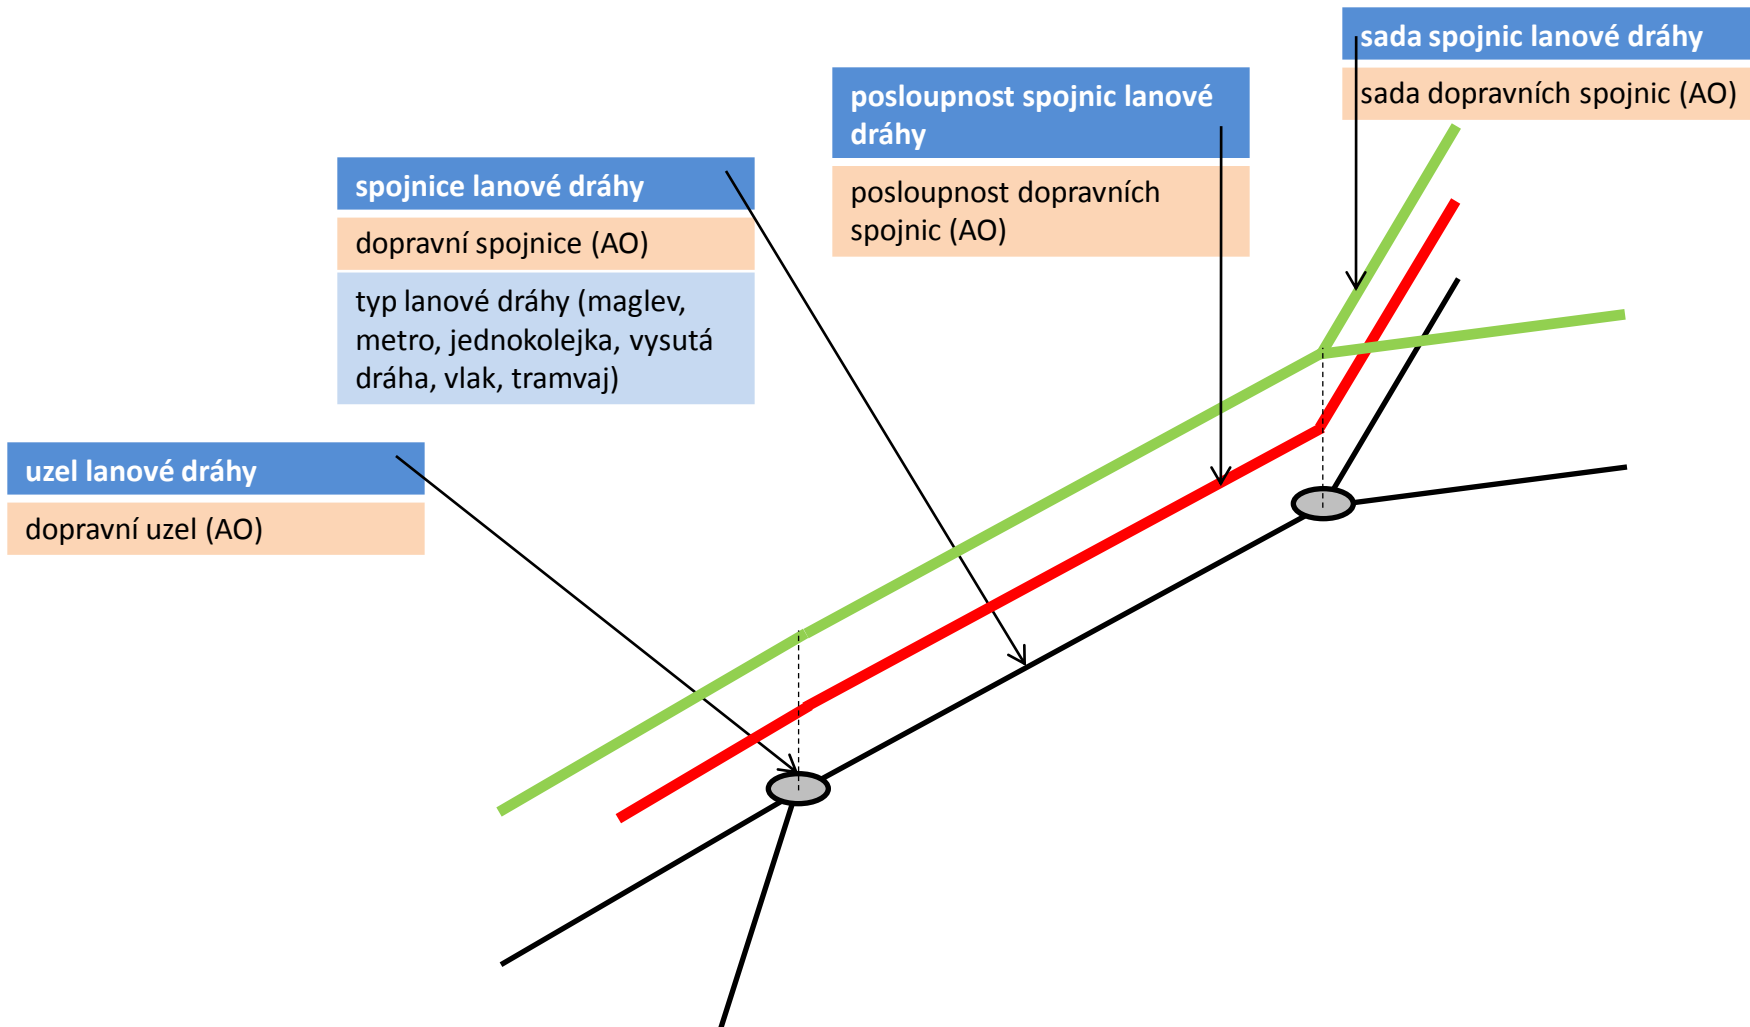 sada spojnic lanové dráhy
sada dopravních spojnic (AO)
posloupnost spojnic lanové
dráhy
posloupnost dopravních
spojnic (AO)
spojnice lanové dráhy
dopravní spojnice (AO)
typ lanové dráhy (maglev,
metro, jednokolejka, vysutá
dráha, vlak, tramvaj)
uzel lanové dráhy
dopravní uzel (AO)